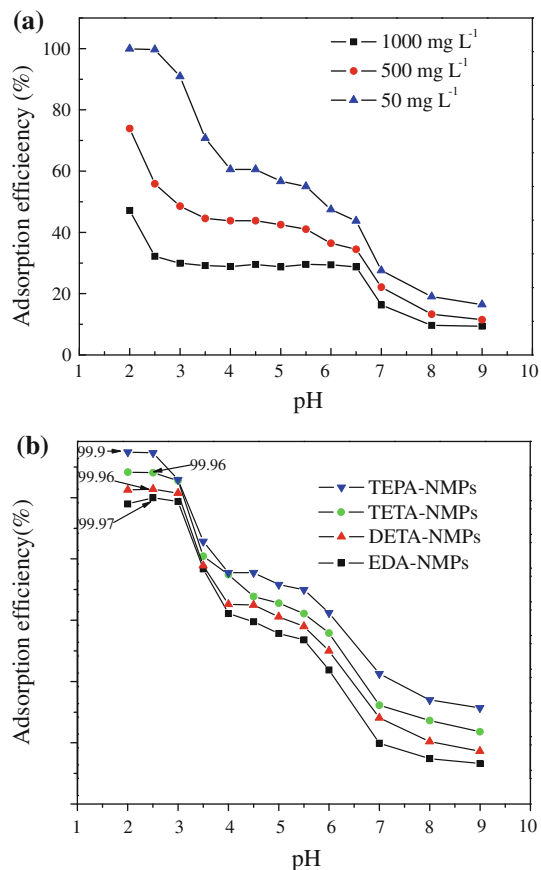 (a)
1000 mg L⁻¹
500 mg L⁻¹
50 mg L⁻¹
Adsorption efficieency (%)
100
80
60
40
20
0
1 2 3 4 5 6 7 8 9 10
pH
(b)
99.9
99.96
99.96
99.97
TEPA-NMPs
TETA-NMPs
DETA-NMPs
EDA-NMPs
Adsorption efficiency(%)
1 2 3 4 5 6 7 8 9 10
pH